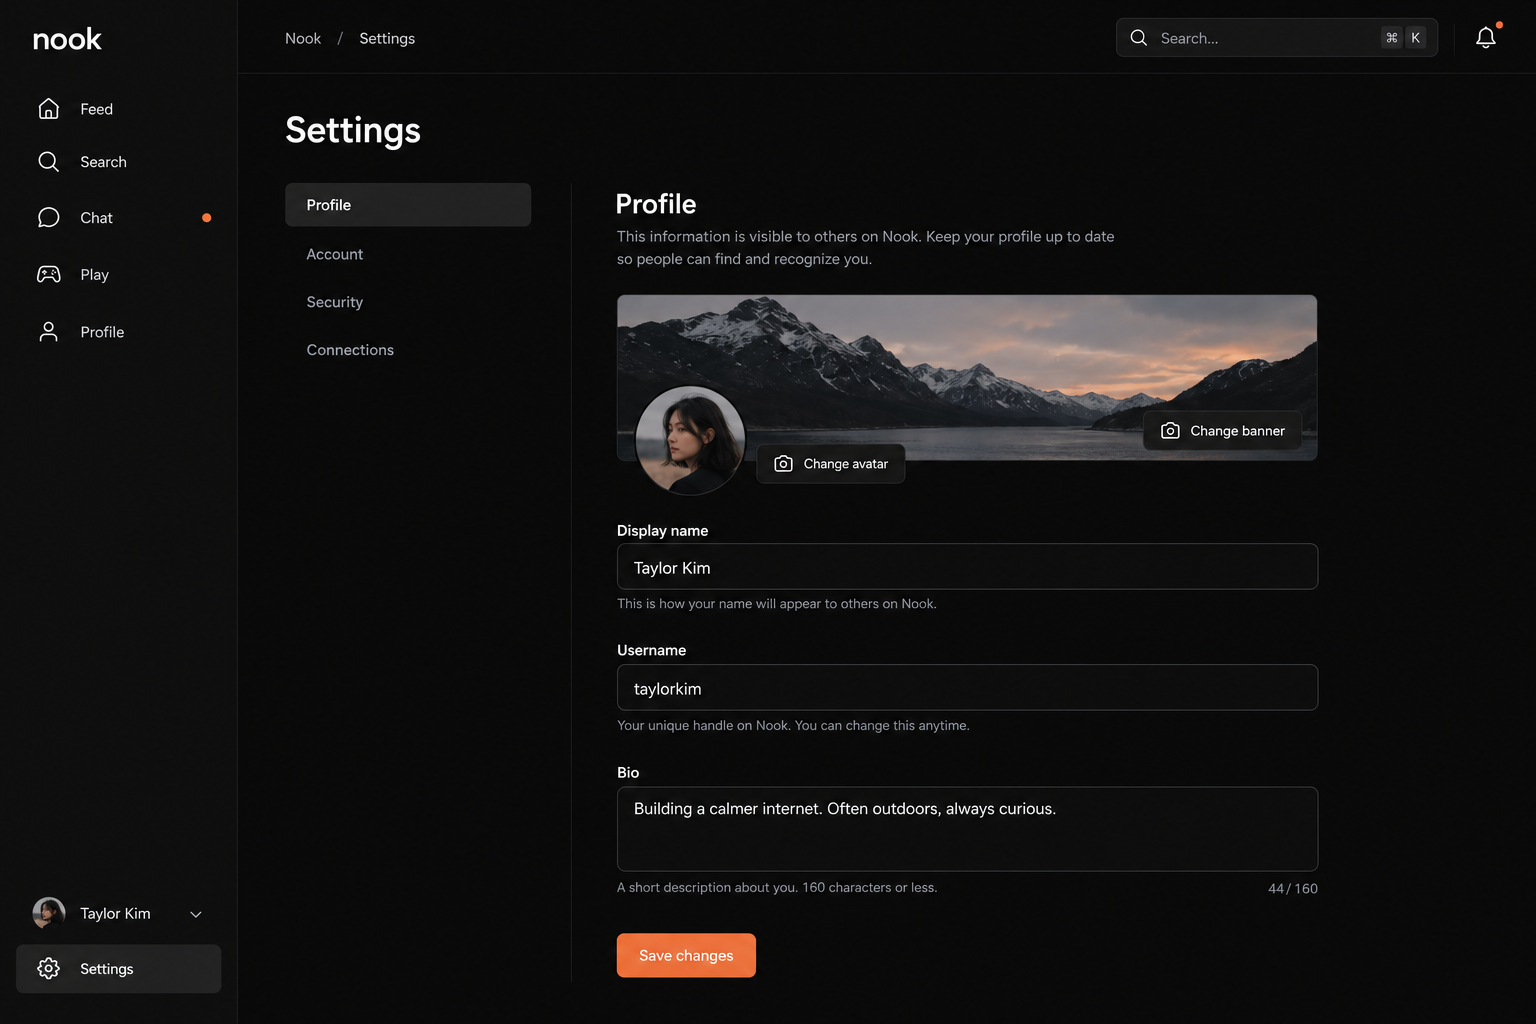 nook
Feed
Search
Chat
Play
Profile
Taylor Kim
Settings
Nook / Settings
Search...
⌘ K
Settings
Profile
Account
Security
Connections
Profile
This information is visible to others on Nook. Keep your profile up to date
so people can find and recognize you.
Change banner
Change avatar
Display name
Taylor Kim
This is how your name will appear to others on Nook.
Username
taylorkim
Your unique handle on Nook. You can change this anytime.
Bio
Building a calmer internet. Often outdoors, always curious.
A short description about you. 160 characters or less.
44 / 160
Save changes